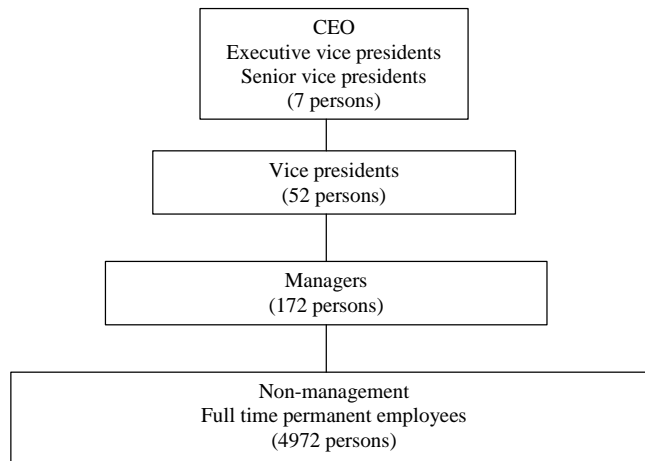 CEO
Executive vice presidents
Senior vice presidents
(7 persons)
Vice presidents
(52 persons)
Managers
(172 persons)
Non-management
Full time permanent employees
(4972 persons)